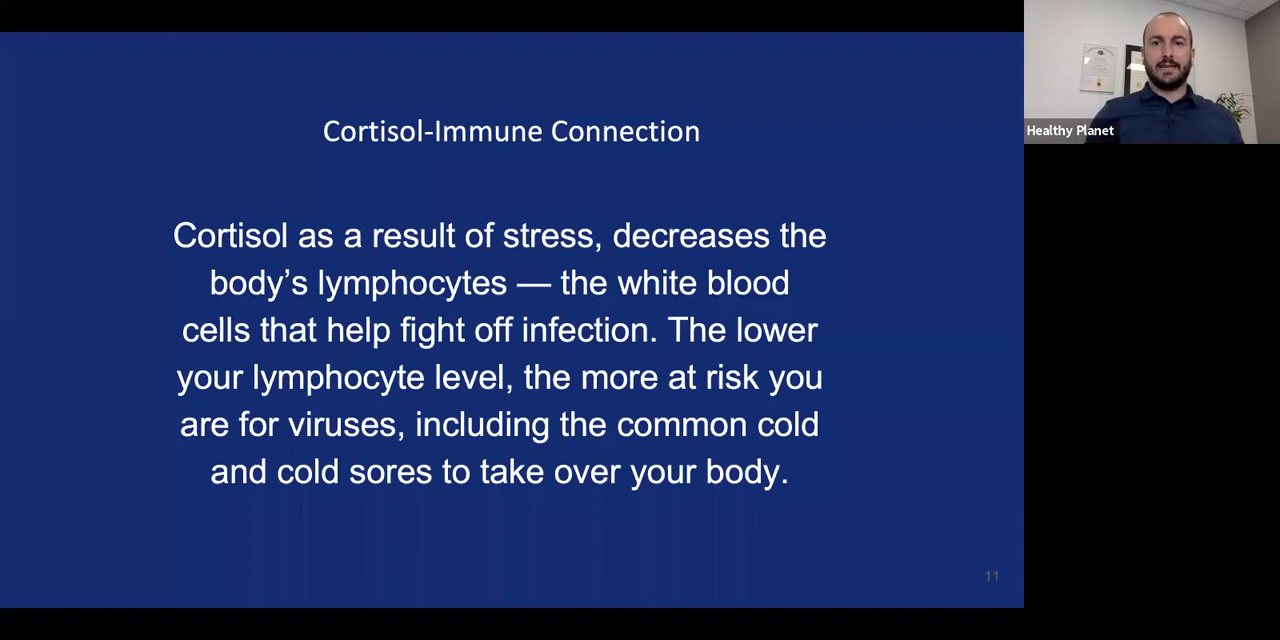 Cortisol-Immune Connection
Cortisol as a result of stress, decreases the
body’s lymphocytes — the white blood
cells that help fight off infection. The lower
your lymphocyte level, the more at risk you
are for viruses, including the common cold
and cold sores to take over your body.
11
Healthy Planet